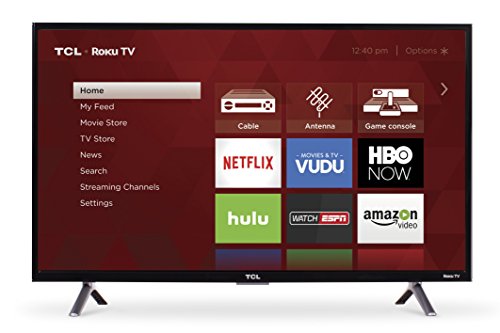 TCL • Roku TV
12:40 pm | Options ✱
Home
My Feed
Movie Store
TV Store
News
Search
Streaming Channels
Settings
Cable
Antenna
Game console
NETFLIX
MOVIES & TV
VUDU
HBO
NOW
hulu
WATCH ESPN
amazon
video
TCL
Roku TV